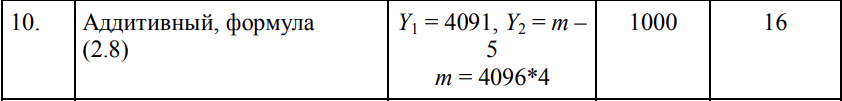 10. Аддитивный, формула Y₁ = 4091, Y₂ = m – 1000 16
(2.8) 5
m = 4096*4